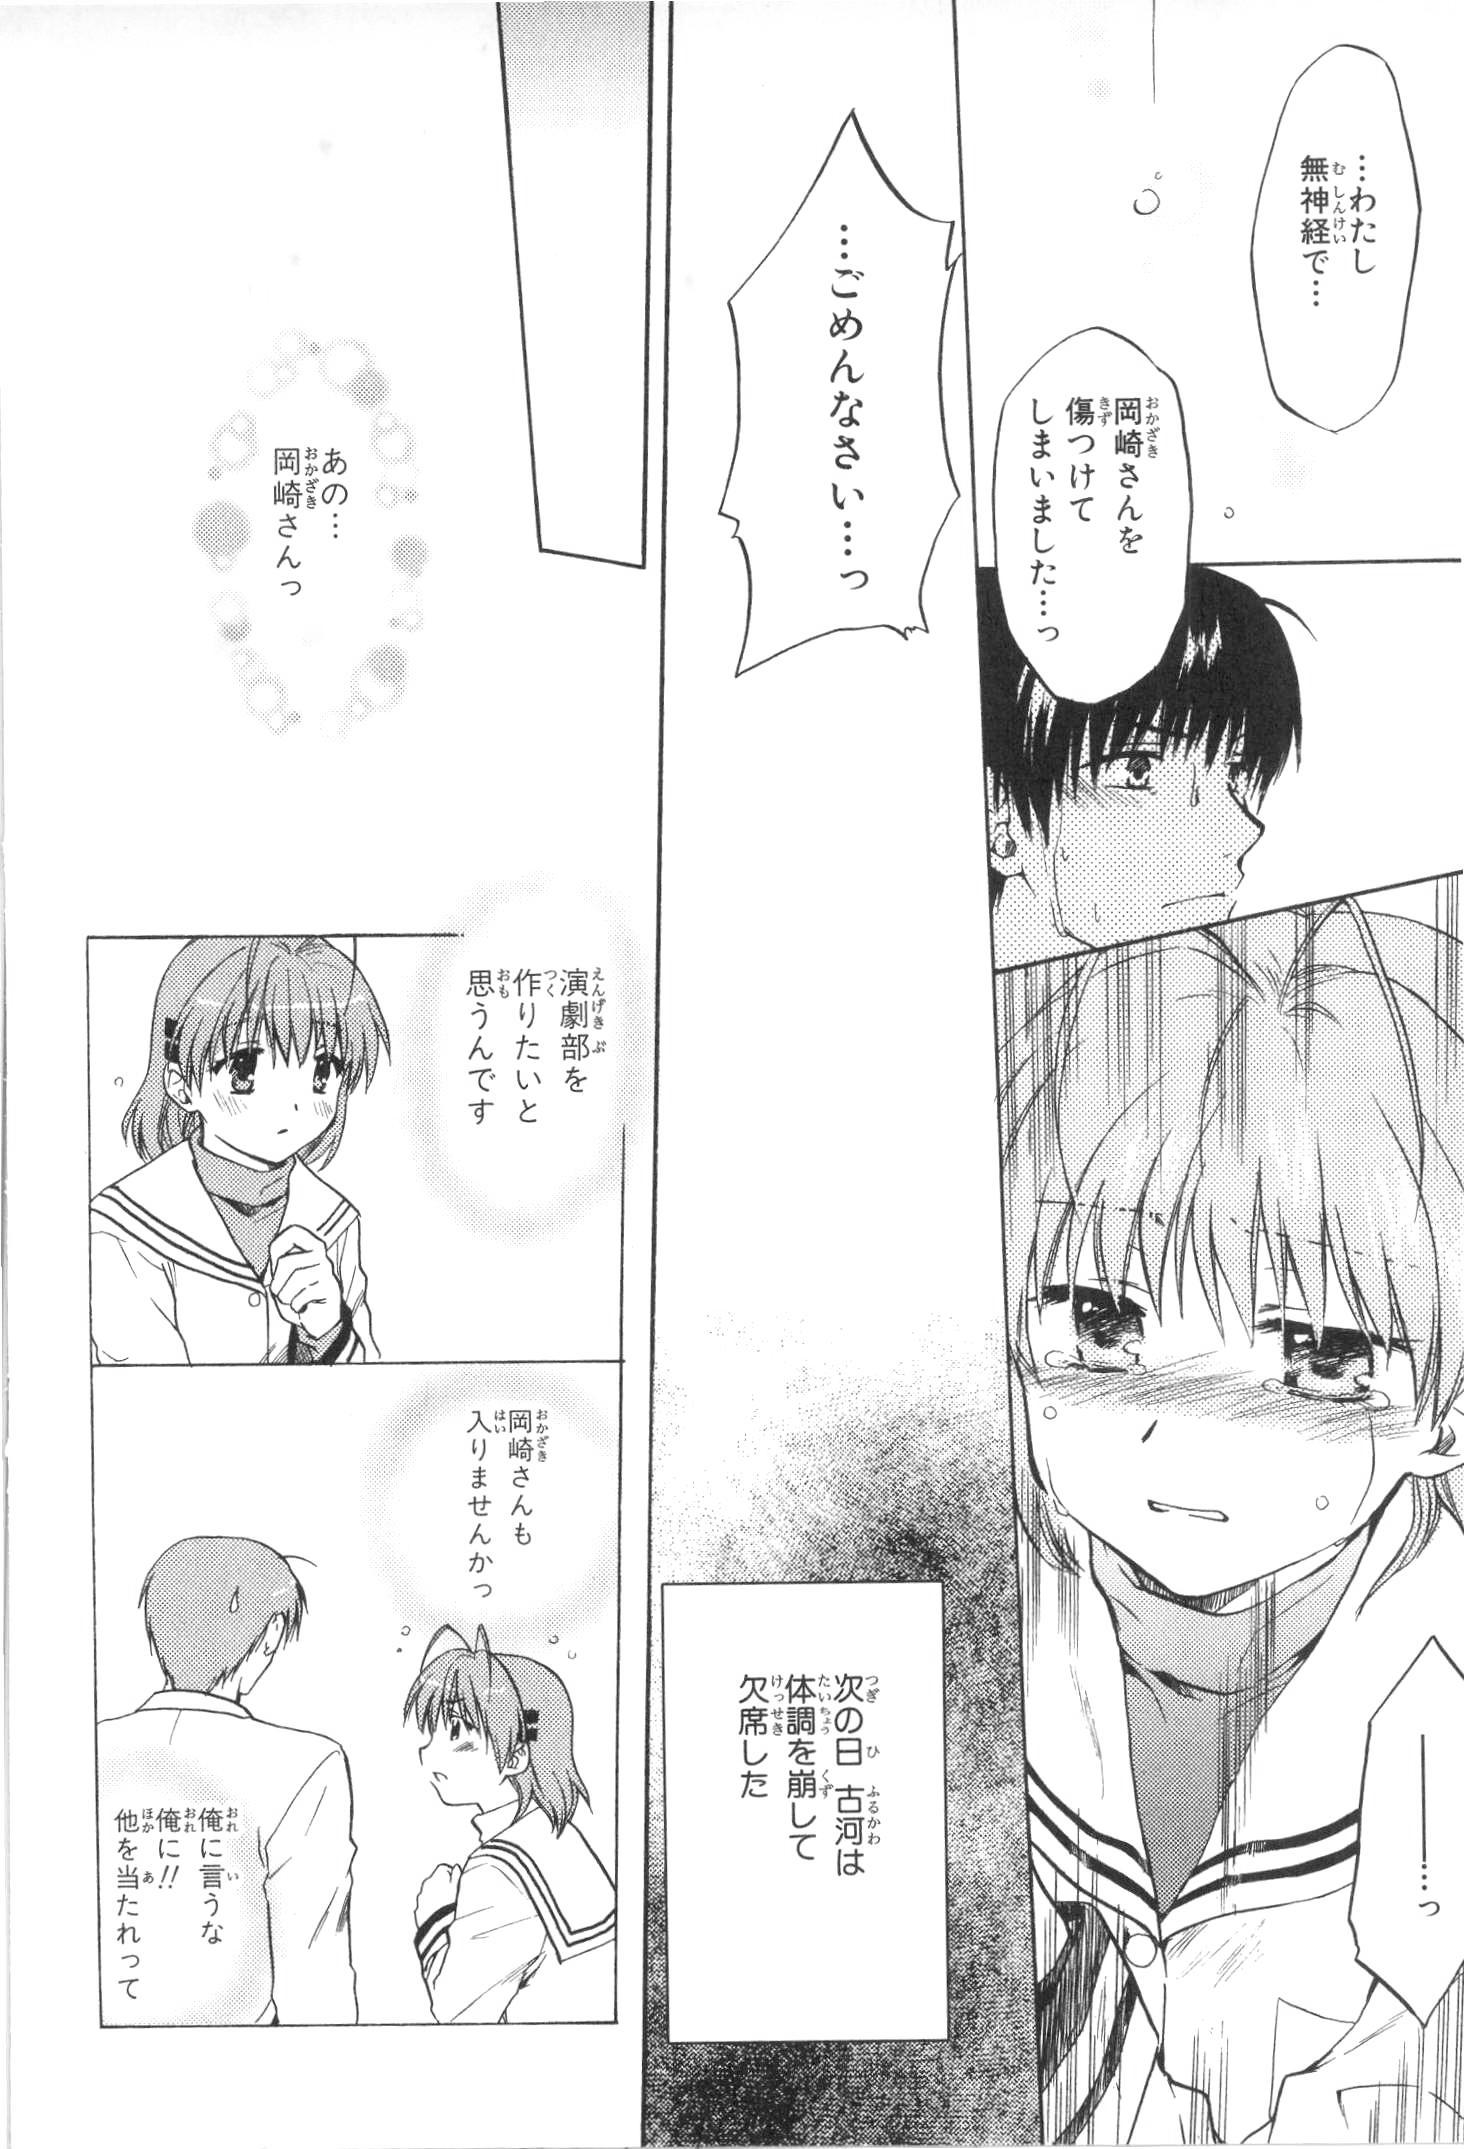 …わたし
無神経で…
岡崎さんを
傷つけて
しまいました…っ
――…っ
…ごめんなさい…っ
次の日 古河は
体調を崩して
欠席した
あの…
岡崎さんっ
演劇部を
作りたいと
思うんです
岡崎さんも
入りませんかっ
俺に言うな
俺に!!
他を当たれって